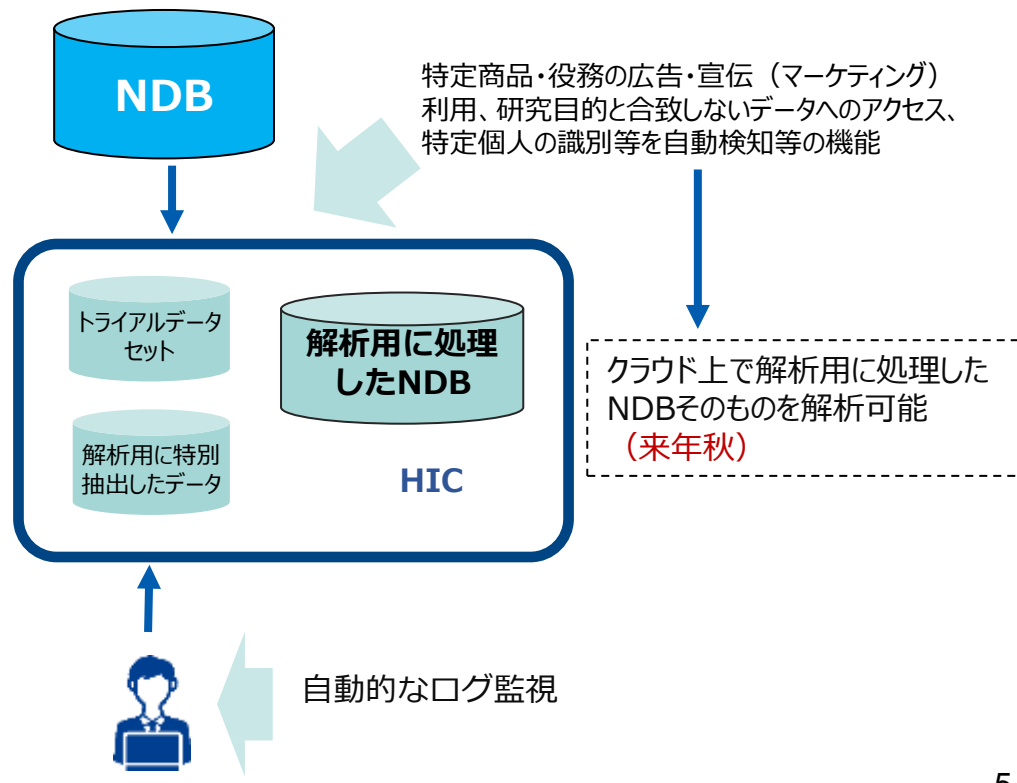 NDB
特定商品・役務の広告・宣伝（マーケティング）
利用、研究目的と合致しないデータへのアクセス、
特定個人の識別等を自動検知等の機能
トライアルデータ
セット
解析用に処理
したNDB
解析用に特別
抽出したデータ
HIC
クラウド上で解析用に処理した
NDBそのものを解析可能
（来年秋）
自動的なログ監視
5